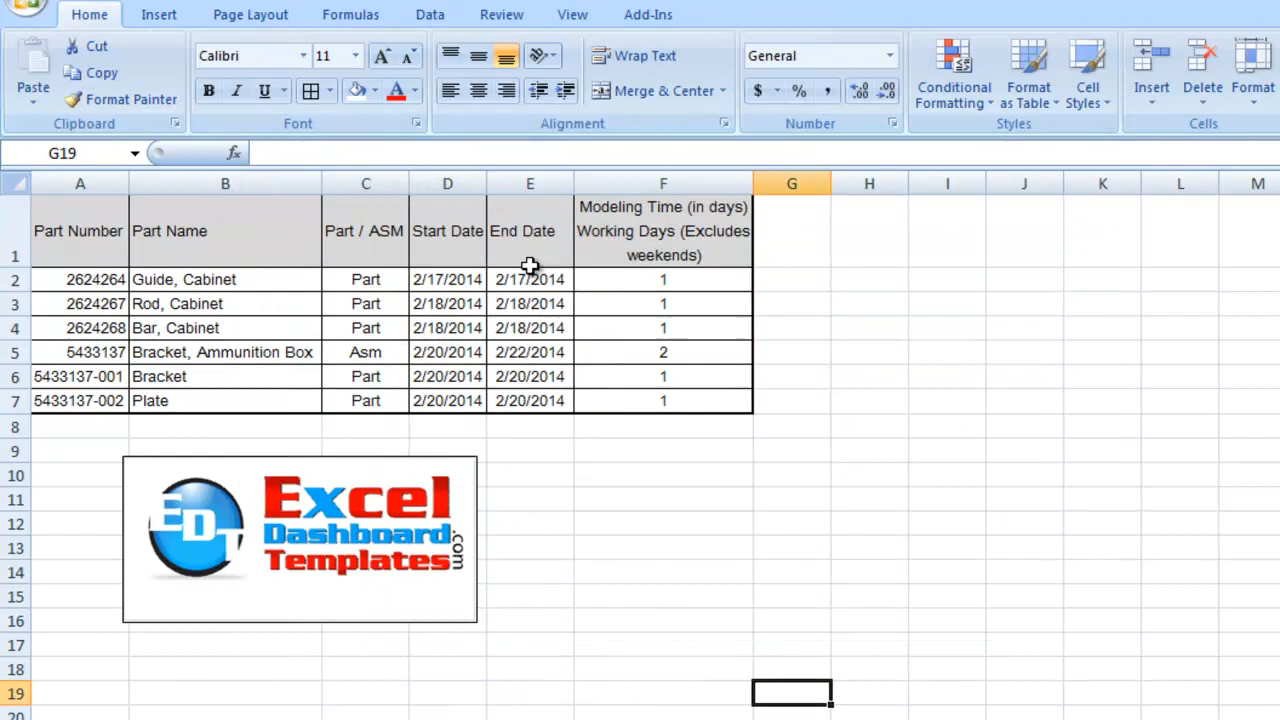 Home Insert Page Layout Formulas Data Review View Add-Ins
Cut
Copy
Format Painter
Paste
Clipboard
Calibri 11 A A
B I U A
Font
Wrap Text
Merge & Center
Alignment
General
$ % , .0 .00 .00 .0
Number
Conditional Formatting
Format as Table
Cell Styles
Styles
Insert Delete Format
Cells
G19 fx
A B C D E F G H I J K L M
1 Part Number Part Name Part / ASM Start Date End Date Modeling Time (in days)
Working Days (Excludes
weekends)
2 2624264 Guide, Cabinet Part 2/17/2014 2/17/2014 1
3 2624267 Rod, Cabinet Part 2/18/2014 2/18/2014 1
4 2624268 Bar, Cabinet Part 2/18/2014 2/18/2014 1
5 5433137 Bracket, Ammunition Box Asm 2/20/2014 2/22/2014 2
6 5433137-001 Bracket Part 2/20/2014 2/20/2014 1
7 5433137-002 Plate Part 2/20/2014 2/20/2014 1
8
9
10
11
12
13
14
15
16
17
18
19
20
EDT
Excel
Dashboard
Templates
.com